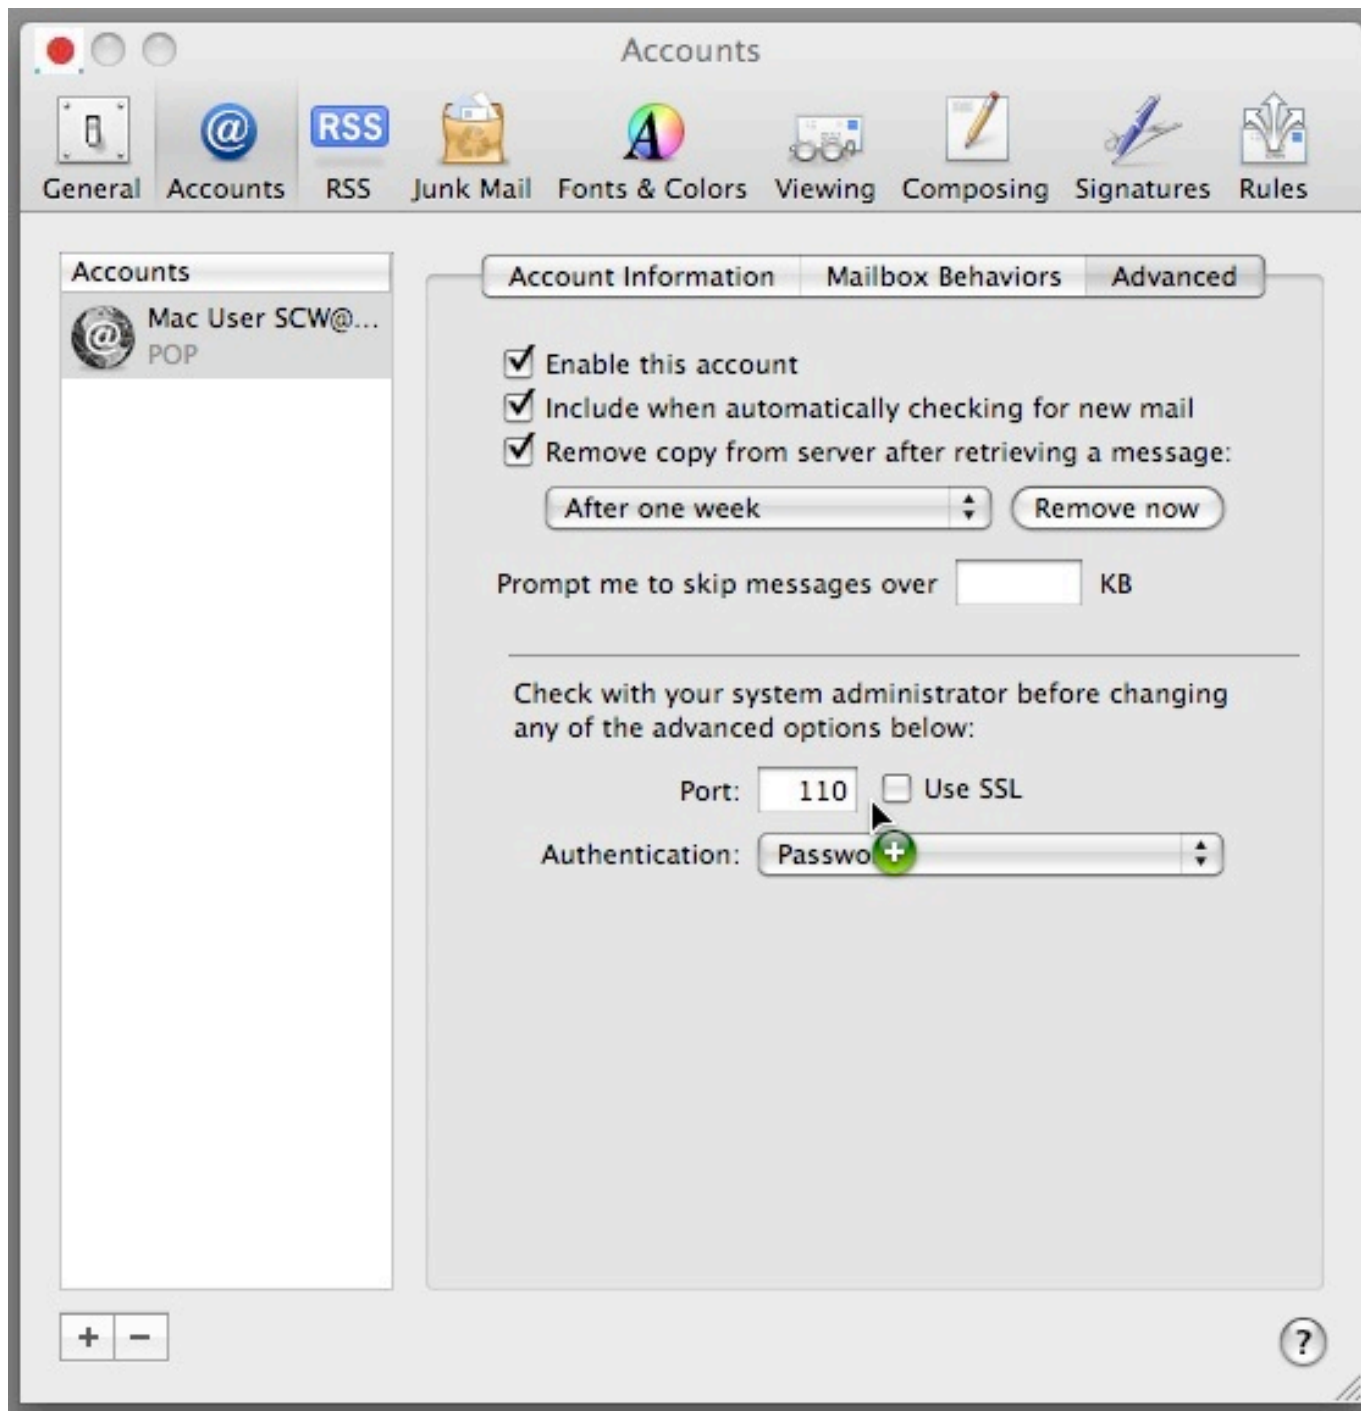 Accounts
RSS
General Accounts RSS Junk Mail Fonts & Colors Viewing Composing Signatures Rules
Accounts
Mac User SCW@...
POP
Account Information Mailbox Behaviors Advanced
Enable this account
Include when automatically checking for new mail
Remove copy from server after retrieving a message:
After one week Remove now
Prompt me to skip messages over KB
Check with your system administrator before changing
any of the advanced options below:
Port: 110 Use SSL
Authentication: Passwo